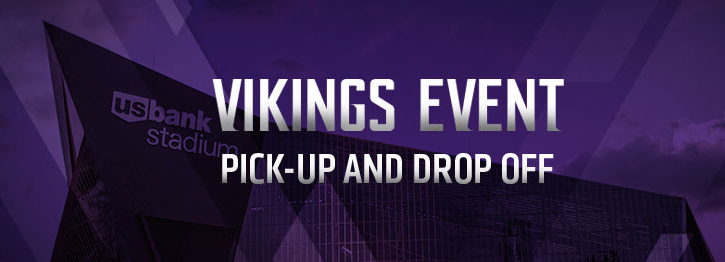 VIKINGS EVENT
PICK-UP AND DROP OFF
usbank
stadium